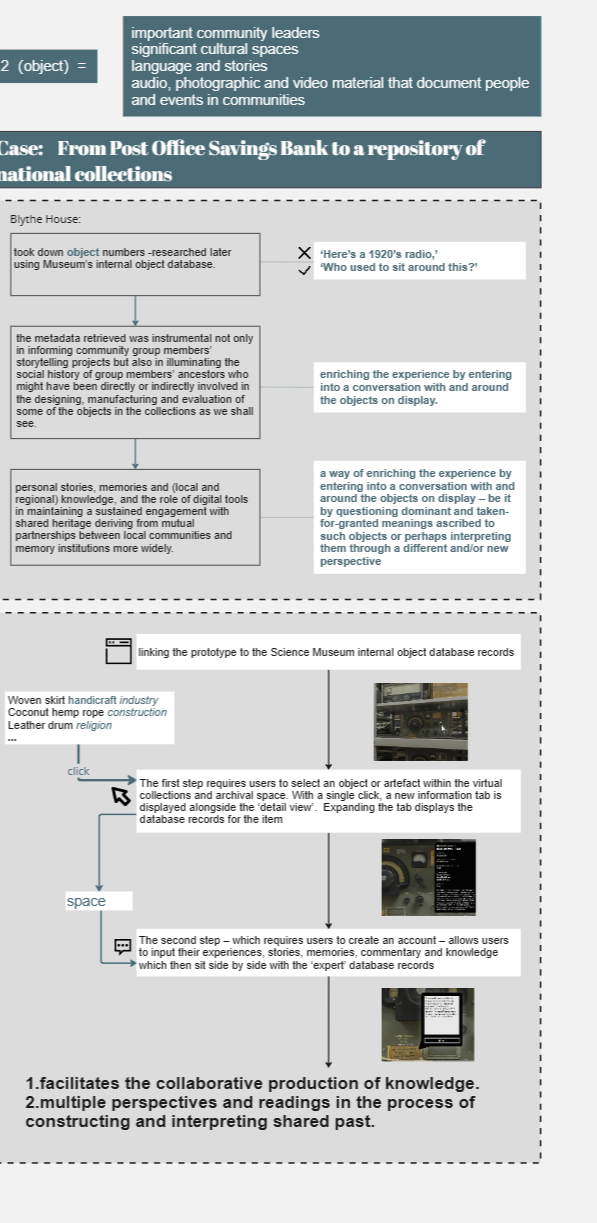 important community leaders
significant cultural spaces
2 (object) =
language and stories
audio, photographic and video material that document people
and events in communities
Case: From Post Office Savings Bank to a repository of
national collections
Blythe House:
took down object numbers -researched later
using Museum's internal object database.
‘Here's a 1920's radio,’
‘Who used to sit around this?’
the metadata retrieved was instrumental not only
in informing community group members’
storytelling projects but also in illuminating the
social history of group members’ ancestors who
might have been directly or indirectly involved in
the designing, manufacturing and evaluation of
some of the objects in the collections as we shall
see.
enriching the experience by entering
into a conversation with and around
the objects on display.
personal stories, memories and (local and
regional) knowledge, and the role of digital tools
in maintaining a sustained engagement with
shared heritage deriving from mutual
partnerships between local communities and
memory institutions more widely.
a way of enriching the experience by
entering into a conversation with and
around the objects on display – be it
by questioning dominant and taken-
for-granted meanings ascribed to
such objects or perhaps interpreting
them through a different and/or new
perspective
linking the prototype to the Science Museum internal object database records
Woven skirt handicraft industry
Coconut hemp rope construction
Leather drum religion
...
click
The first step requires users to select an object or artefact within the virtual
collections and archival space. With a single click, a new information tab is
displayed alongside the ‘detail view’. Expanding the tab displays the
database records for the item
space
The second step – which requires users to create an account – allows users
to input their experiences, stories, memories, commentary and knowledge
which then sit side by side with the ‘expert’ database records
1.facilitates the collaborative production of knowledge.
2.multiple perspectives and readings in the process of
constructing and interpreting shared past.